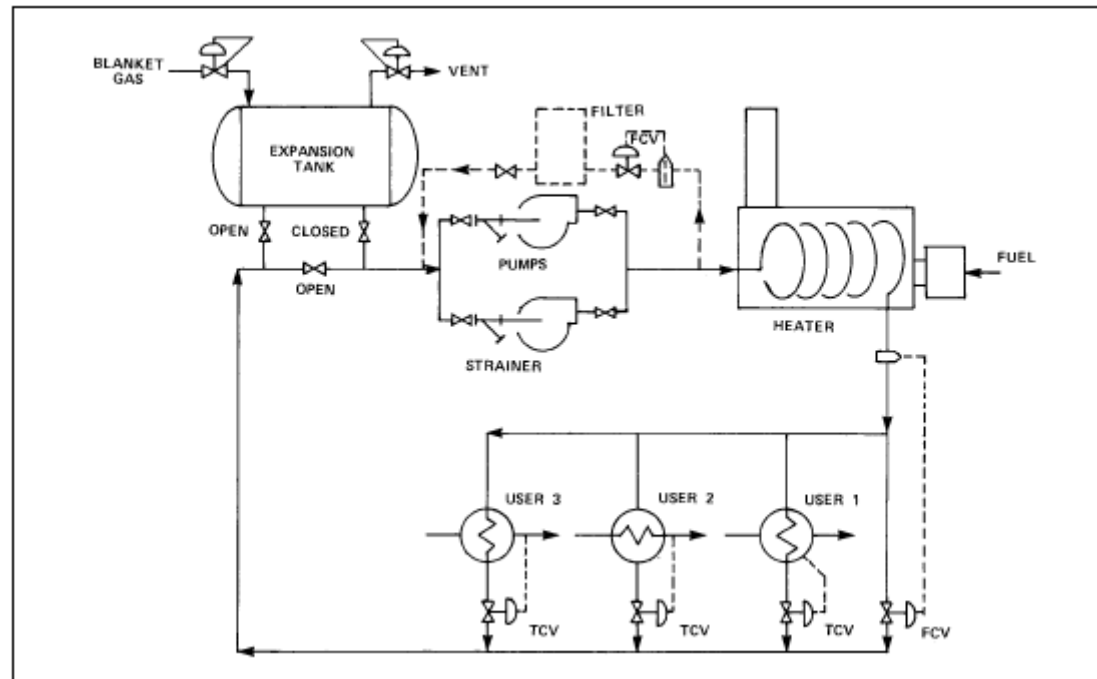 BLANKET
GAS
VENT
FILTER
FCV
EXPANSION
TANK
OPEN
CLOSED
OPEN
PUMPS
STRAINER
FUEL
HEATER
USER 3
USER 2
USER 1
TCV
TCV
TCV
FCV